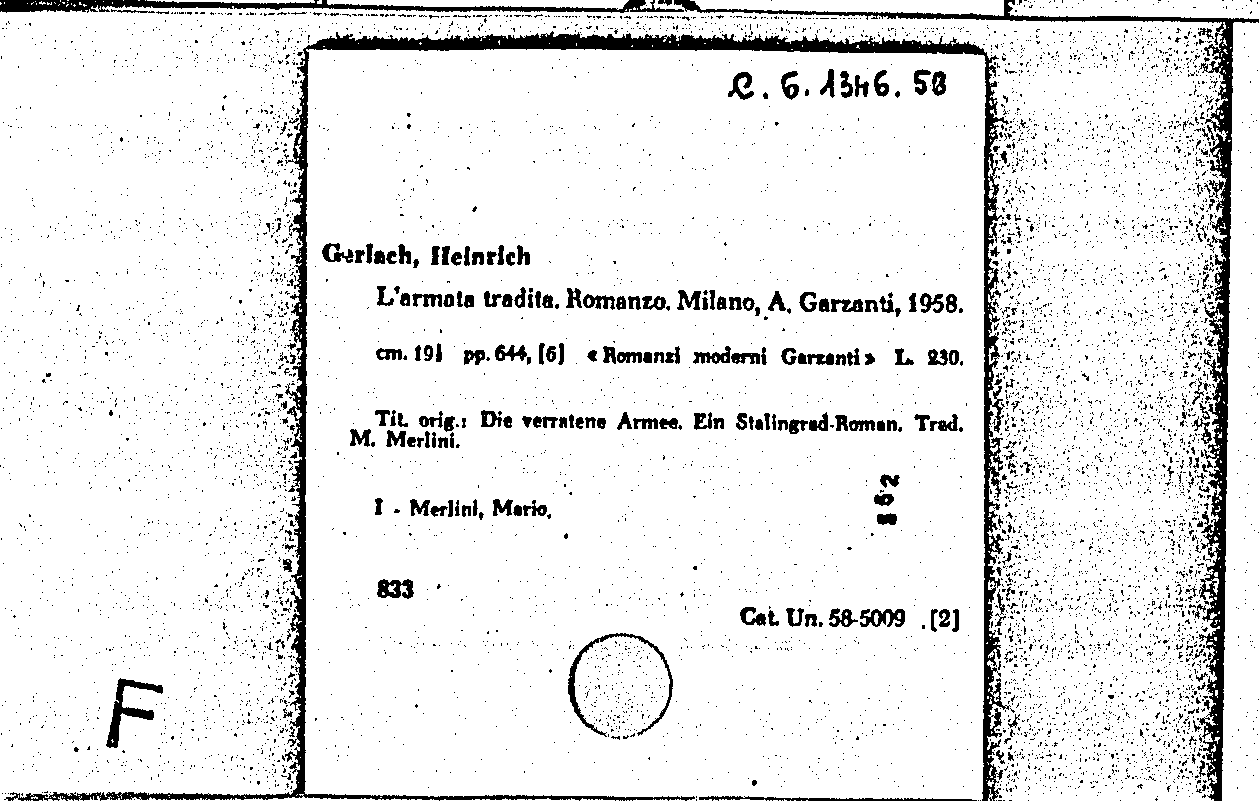 C. G. 1346. 58
Gerlach, Heinrich
L'armata tradita. Romanzo. Milano, A. Garzanti, 1958.
cm. 19½ pp. 644, [6] « Romanzi moderni Garzanti » L. 230.
Tit. orig.: Die verratene Armee. Ein Stalingrad-Roman. Trad.
M. Merlini.
I - Merlini, Mario.
833
Cat. Un. 58-5009 [2]
F